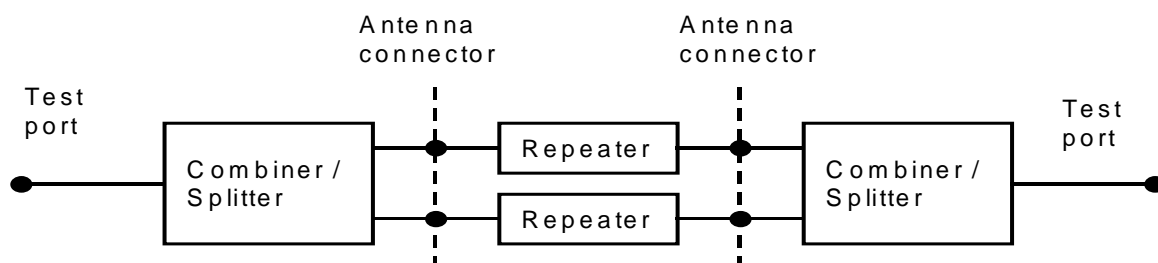 Antenna
connector
Antenna
connector
Test
port
Test
port
Combiner/
Splitter
Repeater
Repeater
Combiner/
Splitter